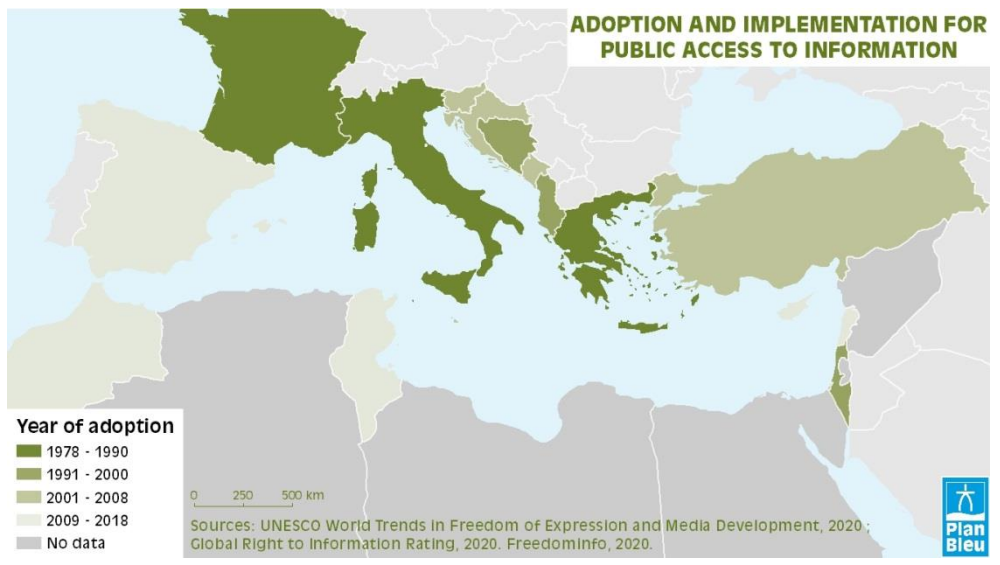 ADOPTION AND IMPLEMENTATION FOR
PUBLIC ACCESS TO INFORMATION
Year of adoption
1978 - 1990
1991 - 2000
2001 - 2008
2009 - 2018
No data
0 250 500 km
Sources: UNESCO World Trends in Freedom of Expression and Media Development, 2020 ;
Global Right to Information Rating, 2020. FreedomInfo, 2020.
Plan
Bleu